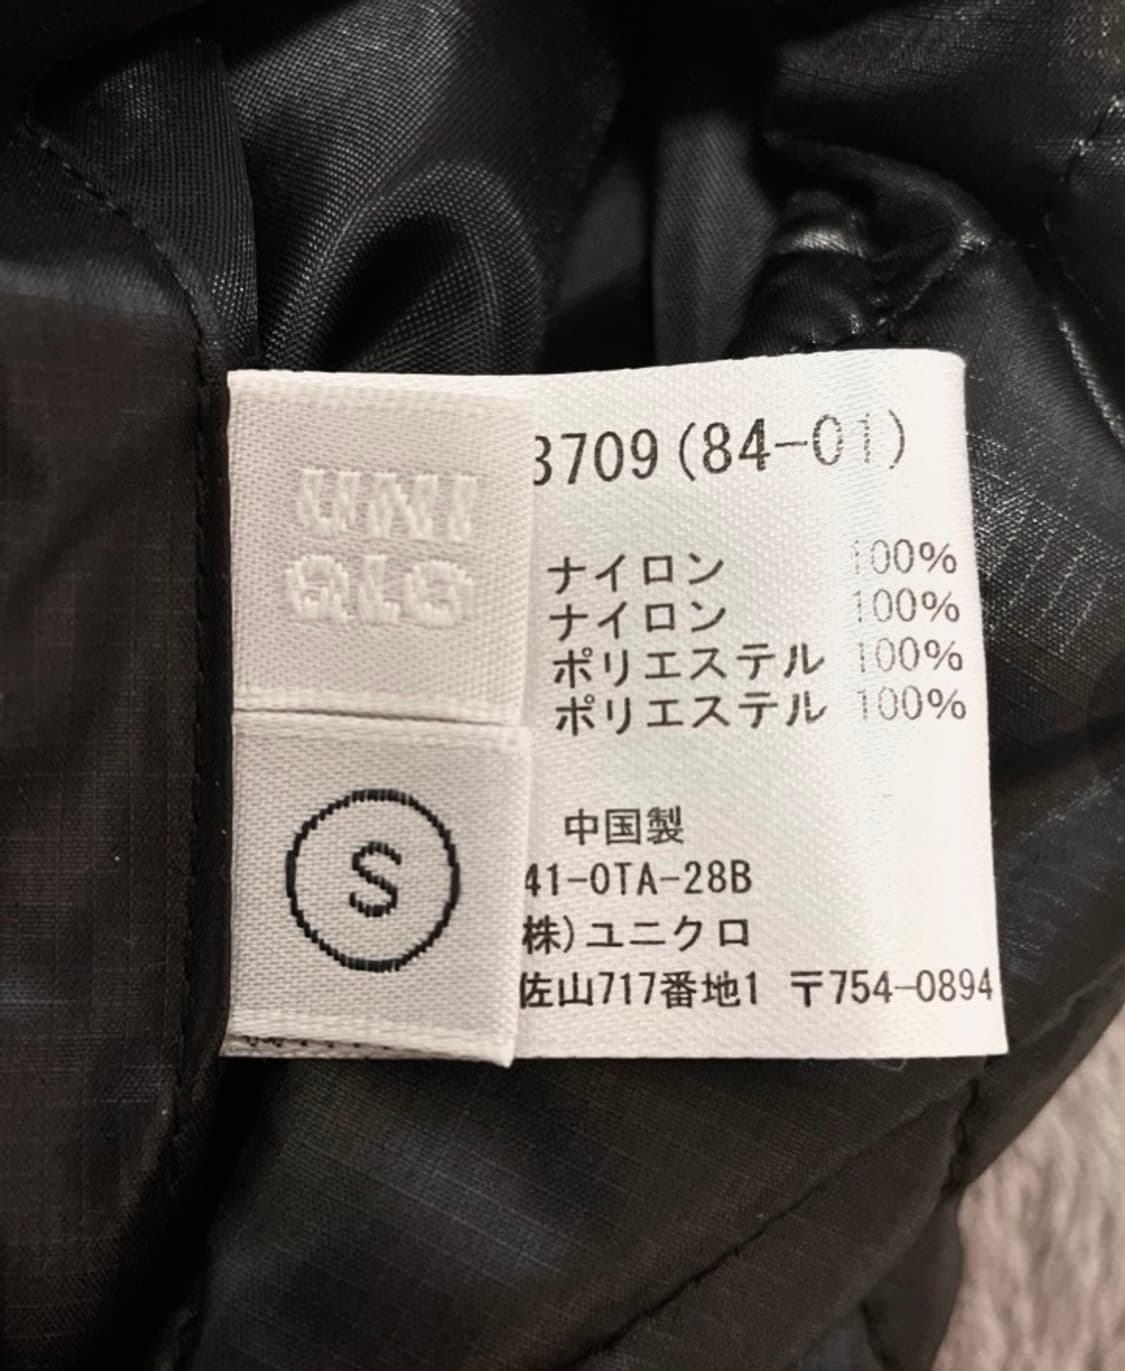 UNI
QLO
S
3709(84-01)
ナイロン 100%
ナイロン 100%
ポリエステル 100%
ポリエステル 100%
中国製
41-0TA-28B
株)ユニクロ
佐山717番地1 〒754-0894